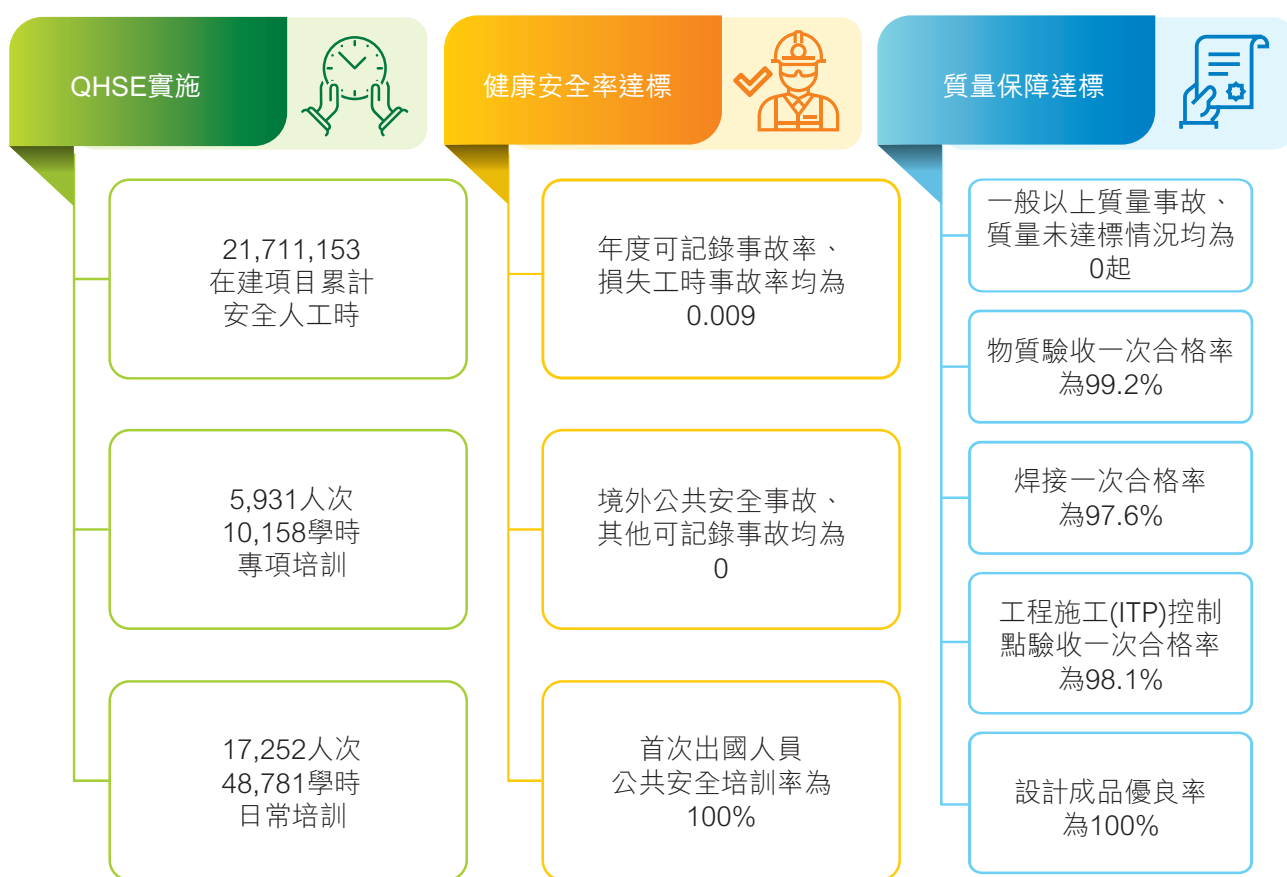 QHSE實施
21,711,153
在建項目累計
安全人工時
5,931人次
10,158學時
專項培訓
17,252人次
48,781學時
日常培訓
健康安全率達標
年度可記錄事故率、
損失工時事故率均為
0.009
境外公共安全事故、
其他可記錄事故均為
0
首次出國人員
公共安全培訓率為
100%
質量保障達標
一般以上質量事故、
質量未達標情況均為
0起
物質驗收一次合格率
為99.2%
焊接一次合格率
為97.6%
工程施工(ITP)控制
點驗收一次合格率
為98.1%
設計成品優良率
為100%